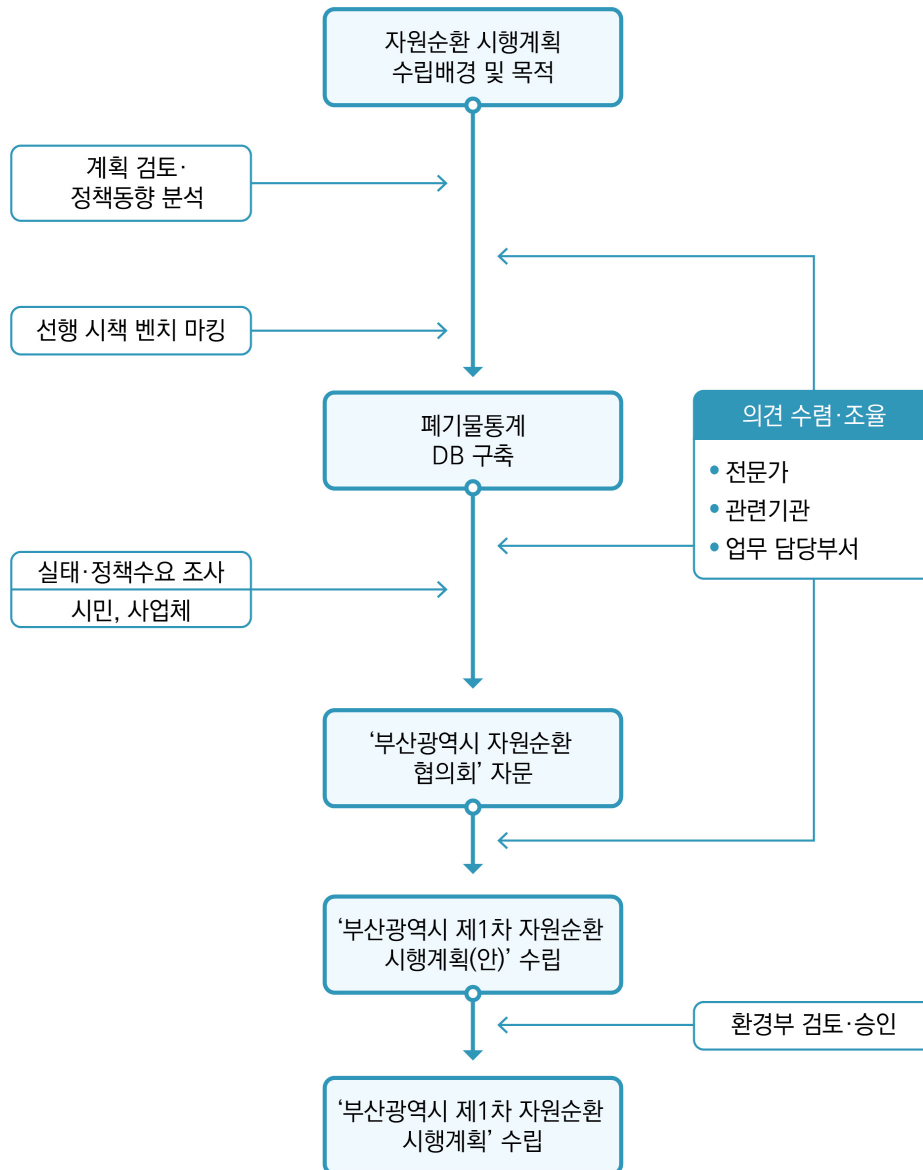 자원순환 시행계획
수립배경 및 목적
계획 검토·
정책동향 분석
선행 시책 벤치 마킹
폐기물통계
DB 구축
의견 수렴·조율
• 전문가
• 관련기관
• 업무 담당부서
실태·정책수요 조사
시민, 사업체
‘부산광역시 자원순환
협의회’ 자문
‘부산광역시 제1차 자원순환
시행계획(안)’ 수립
환경부 검토·승인
‘부산광역시 제1차 자원순환
시행계획’ 수립